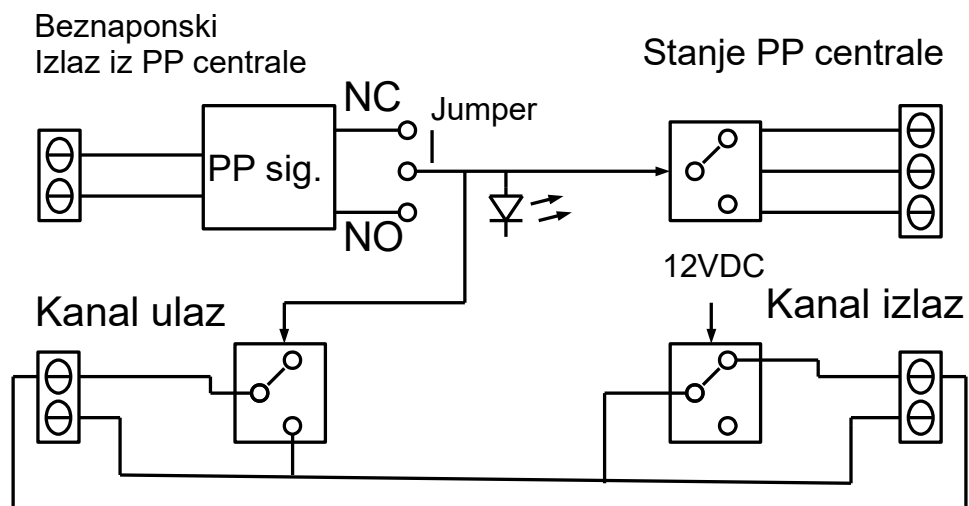 Beznaponski
Izlaz iz PP centrale
Stanje PP centrale
NC
Jumper
PP sig.
NO
12VDC
Kanal ulaz
Kanal izlaz